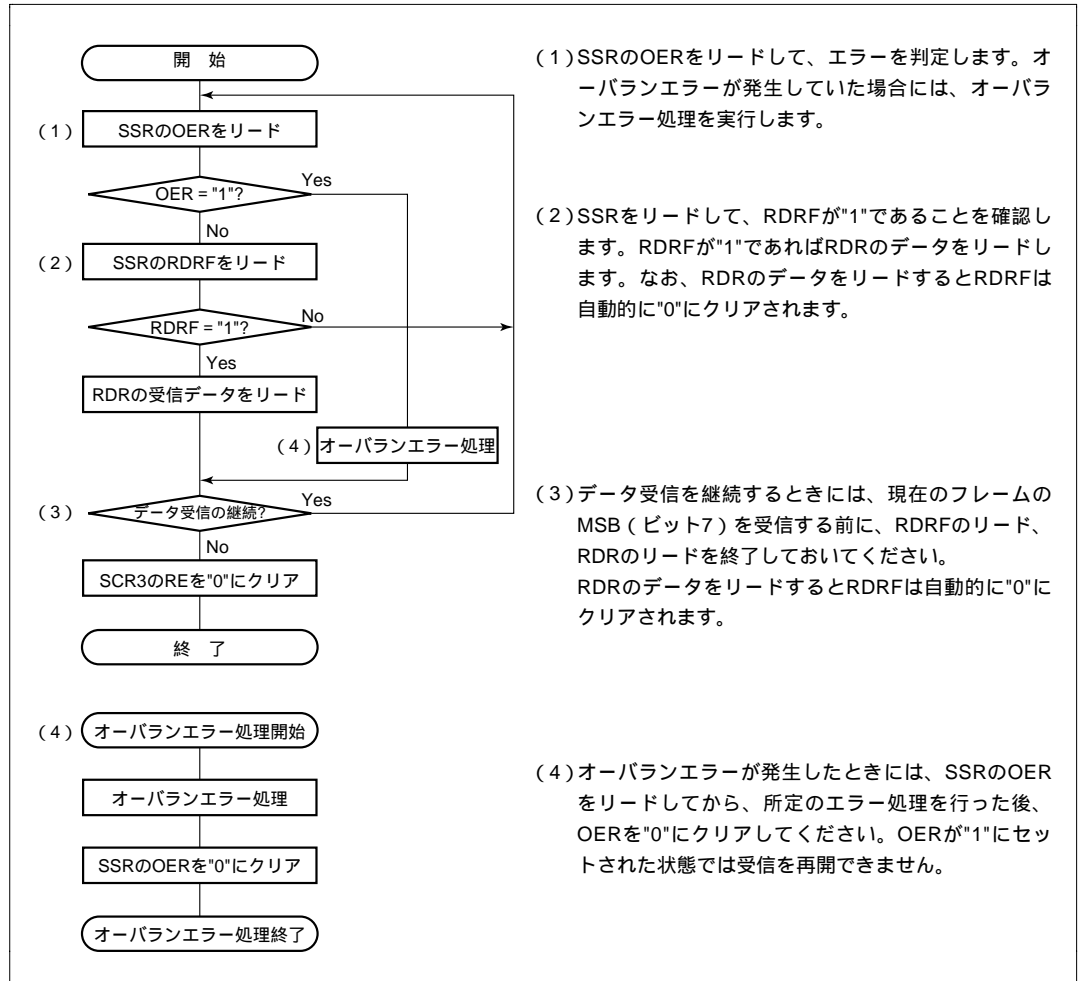 開　始
(1) SSRのOERをリード
OER = "1"?
Yes
No
(2) SSRのRDRFをリード
RDRF = "1"?
No
Yes
RDRの受信データをリード
(4) オーバランエラー処理
(3) データ受信の継続?
Yes
No
SCR3のREを"0"にクリア
終　了
(4) オーバランエラー処理開始
オーバランエラー処理
SSRのOERを"0"にクリア
オーバランエラー処理終了
(1)SSRのOERをリードして、エラーを判定します。オ
ーバランエラーが発生していた場合には、オーバラ
ンエラー処理を実行します。
(2)SSRをリードして、RDRFが"1"であることを確認し
ます。RDRFが"1"であればRDRのデータをリードし
ます。なお、RDRのデータをリードするとRDRFは
自動的に"0"にクリアされます。
(3)データ受信を継続するときには、現在のフレームの
MSB(ビット7)を受信する前に、RDRFのリード、
RDRのリードを終了しておいてください。
RDRのデータをリードするとRDRFは自動的に"0"に
クリアされます。
(4)オーバランエラーが発生したときには、SSRのOER
をリードしてから、所定のエラー処理を行った後、
OERを"0"にクリアしてください。OERが"1"にセッ
トされた状態では受信を再開できません。